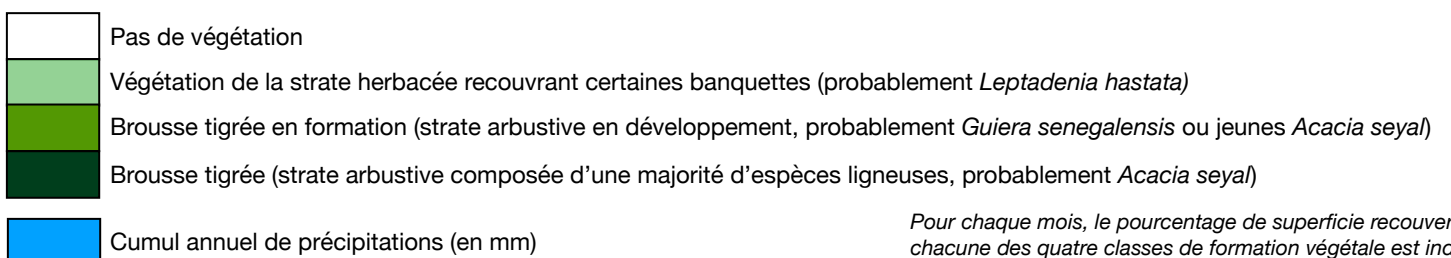 Pas de végétation
Végétation de la strate herbacée recouvrant certaines banquettes (probablement Leptadenia hastata)
Brousse tigrée en formation (strate arbustive en développement, probablement Guiera senegalensis ou jeunes Acacia seyal)
Brousse tigrée (strate arbustive composée d'une majorité d'espèces ligneuses, probablement Acacia seyal)
Cumul annuel de précipitations (en mm)
Pour chaque mois, le pourcentage de superficie
chacune des quatre classes de formation végétale est